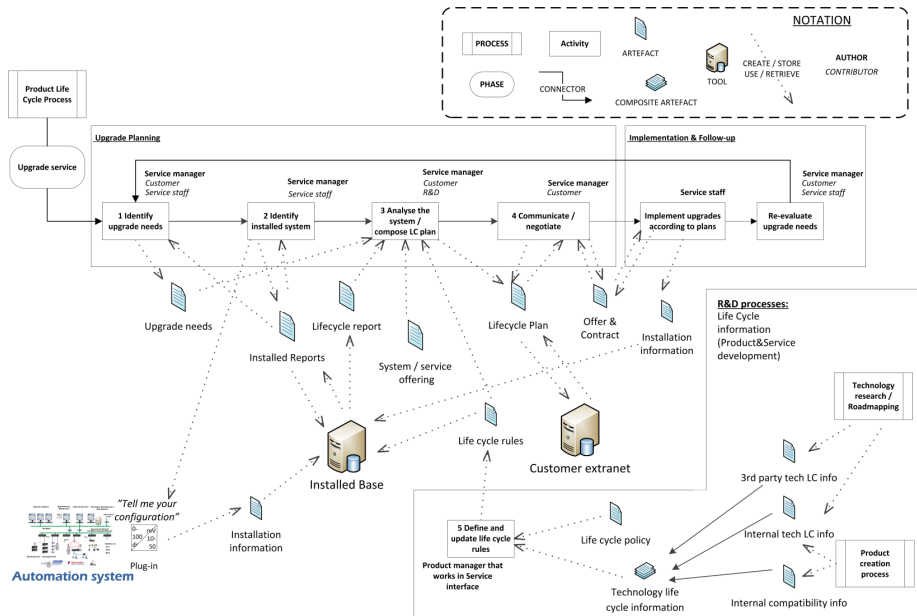 NOTATION
PROCESS
Activity
ARTEFACT
TOOL
CREATE / STORE
USE / RETRIEVE
AUTHOR
CONTRIBUTOR
PHASE
CONNECTOR
COMPOSITE ARTEFACT
Product Life
Cycle Process
Upgrade service
Upgrade Planning
Implementation & Follow-up
Service manager
Customer
Service staff
Service manager
Service staff
Service manager
Customer
R&D
Service manager
Customer
Service staff
Service manager
Customer
Service staff
1 Identify
upgrade needs
2 Identify
installed system
3 Analyse the
system /
compose LC plan
4 Communicate /
negotiate
Implement upgrades
according to plans
Re-evaluate
upgrade needs
Upgrade needs
Installed Reports
Lifecycle report
System / service
offering
Lifecycle Plan
Offer &
Contract
Installation
information
R&D processes:
Life Cycle
information
(Product&Service
development)
Technology
research /
Roadmapping
Installed Base
Life cycle rules
Customer extranet
3rd party tech LC info
"Tell me your
configuration"
0-
100
mV
0-
10-
50
Plug-in
Automation system
Installation
information
5 Define and
update life cycle
rules
Product manager that
works in Service
interface
Life cycle policy
Technology life
cycle information
Internal tech LC info
Product
creation
process
Internal compatibility info